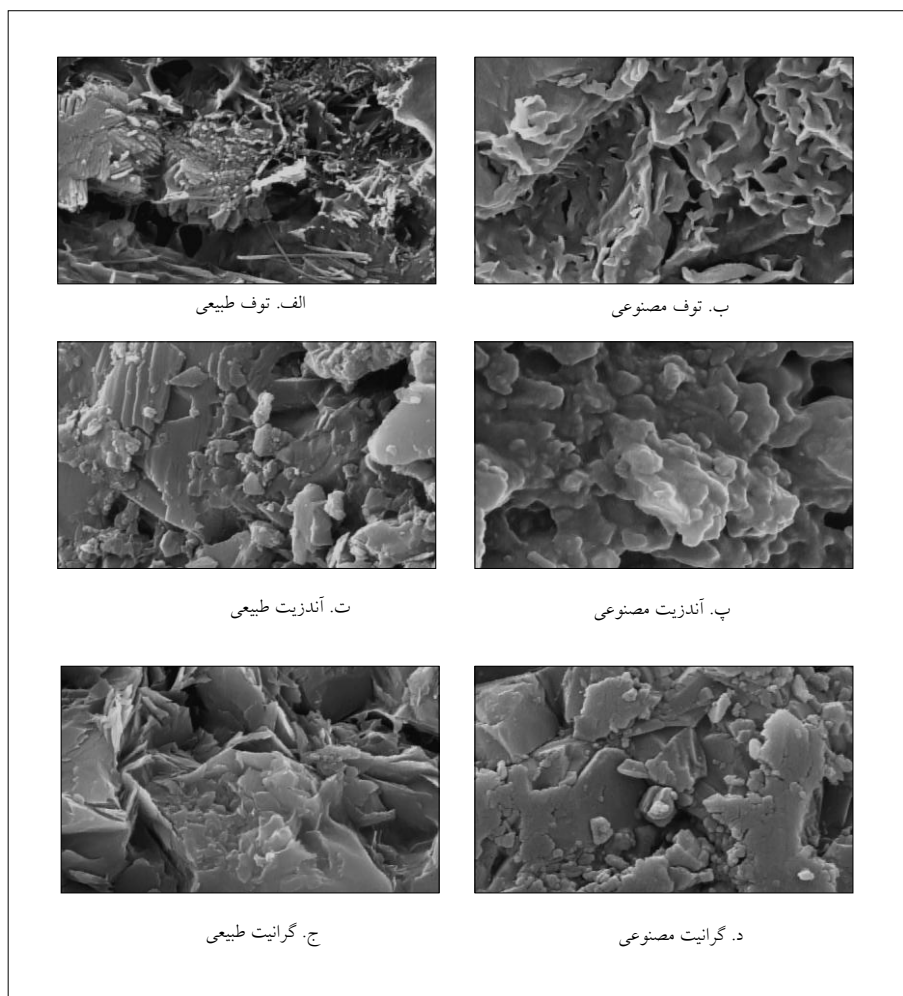 الف. توف طبیعی
ب. توف مصنوعی
ت. آندزیت طبیعی
پ. آندزیت مصنوعی
ج. گرانیت طبیعی
د. گرانیت مصنوعی